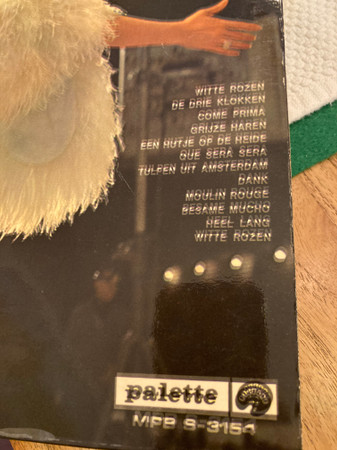 WITTE ROZEN
DE DRIE KLOKKEN
COME PRIMA
GRIJZE HAREN
EEN HUTJE OP DE HEIDE
QUE SERA SERA
TULPEN UIT AMSTERDAM
DANK
MOULIN ROUGE
BESAME MUCHO
HEEL LANG
WITTE ROZEN
palette
MPB S-3154